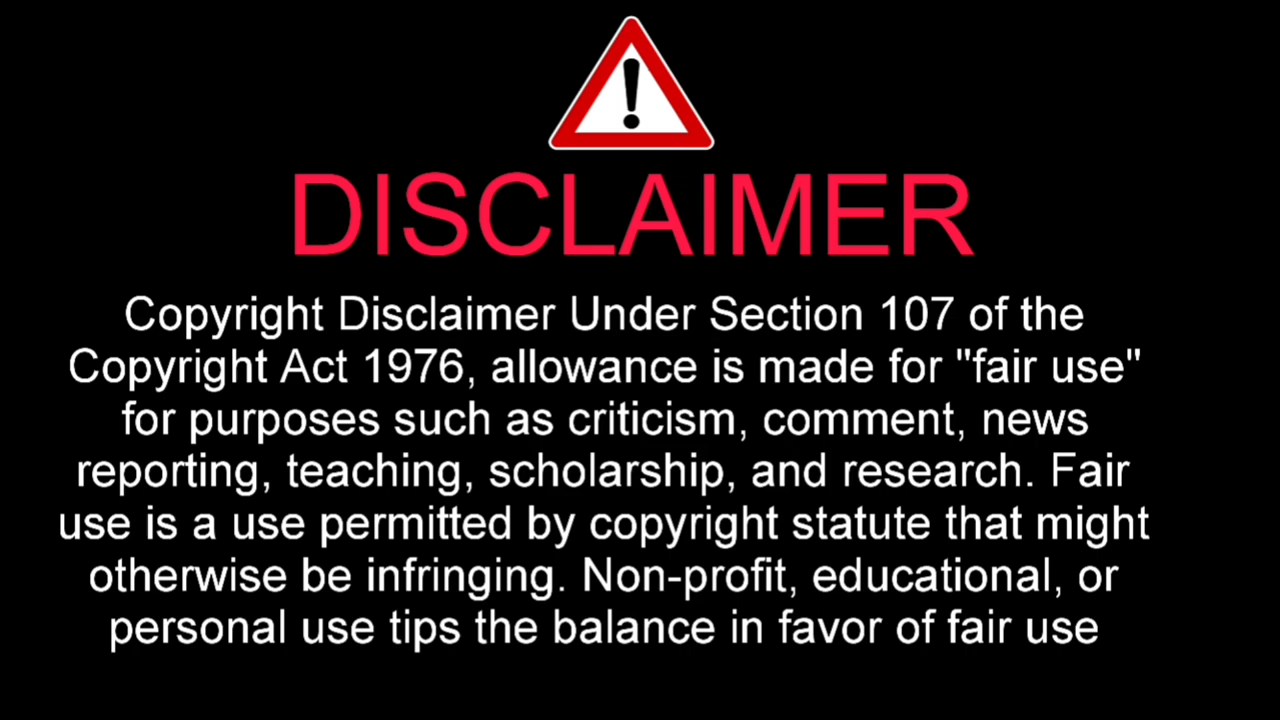 DISCLAIMER
Copyright Disclaimer Under Section 107 of the
Copyright Act 1976, allowance is made for "fair use"
for purposes such as criticism, comment, news
reporting, teaching, scholarship, and research. Fair
use is a use permitted by copyright statute that might
otherwise be infringing. Non-profit, educational, or
personal use tips the balance in favor of fair use